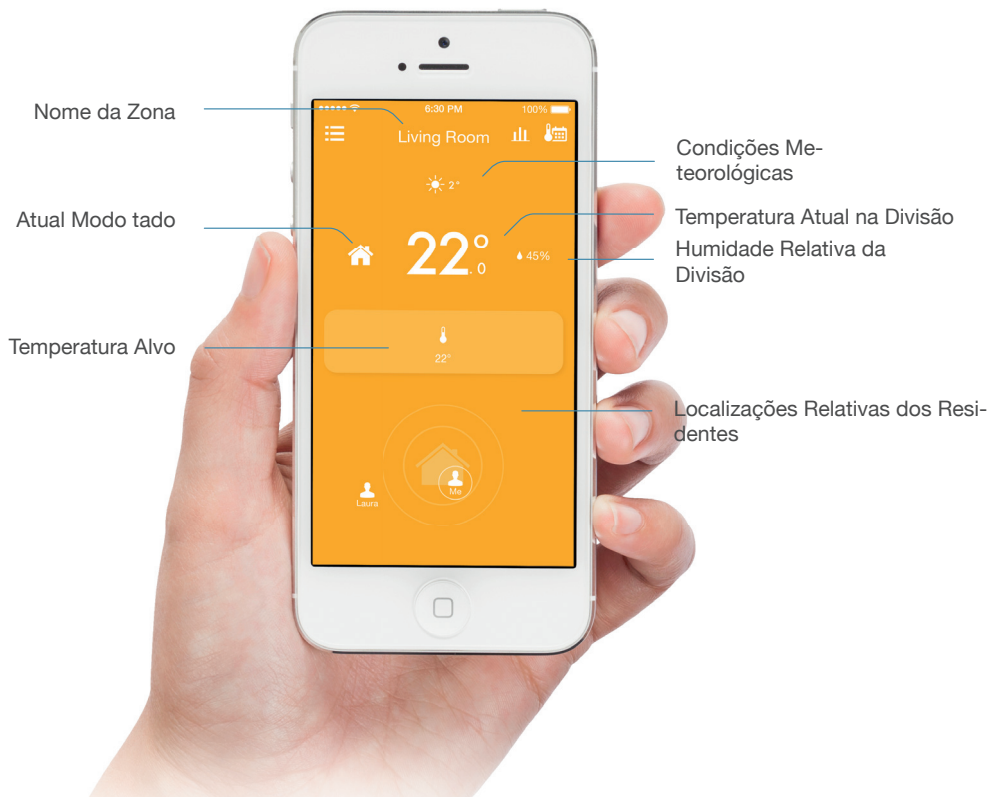 Nome da Zona
Atual Modo tado
Temperatura Alvo
6:30 PM
100%
Living Room
2°
22°
.0
45%
22°
Laura
Me
Condições Me-
teorológicas
Temperatura Atual na Divisão
Humidade Relativa da
Divisão
Localizações Relativas dos Resi-
dentes